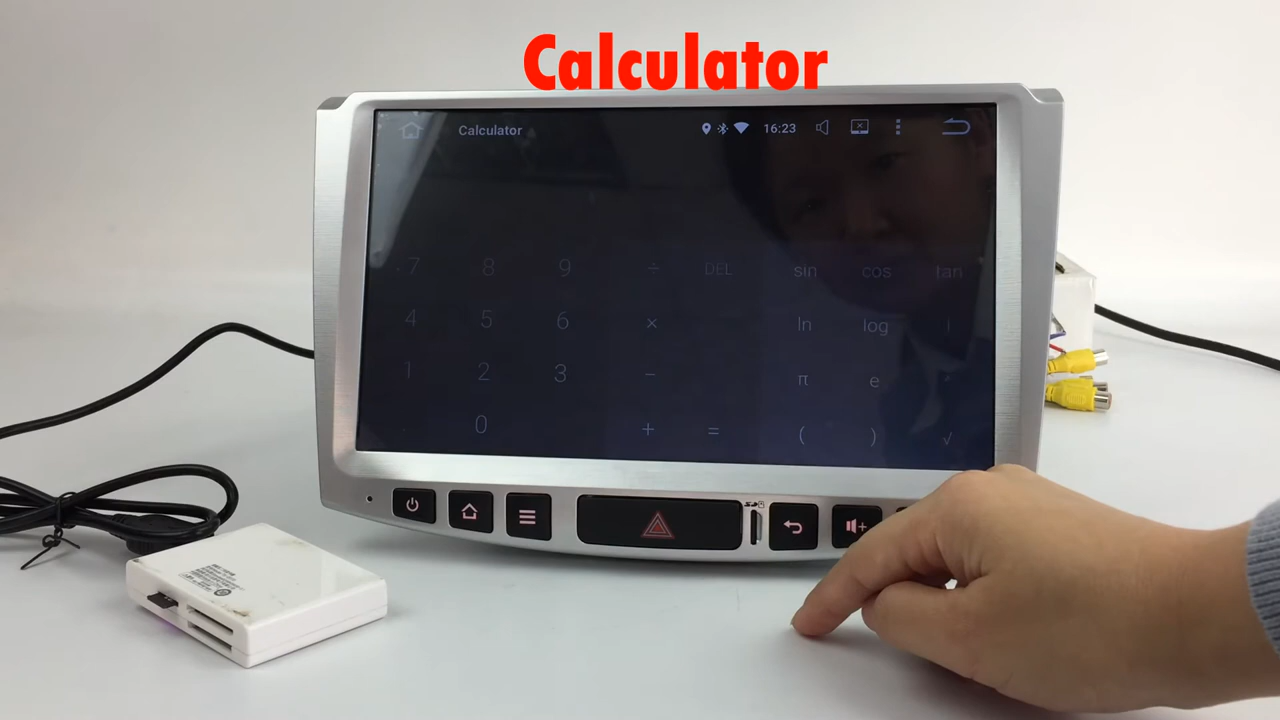 Calculator
Calculator 16:23
7 8 9 ÷ DEL sin cos tan
4 5 6 × ln log !
1 2 3 − π e ^
0 + = ( ) √